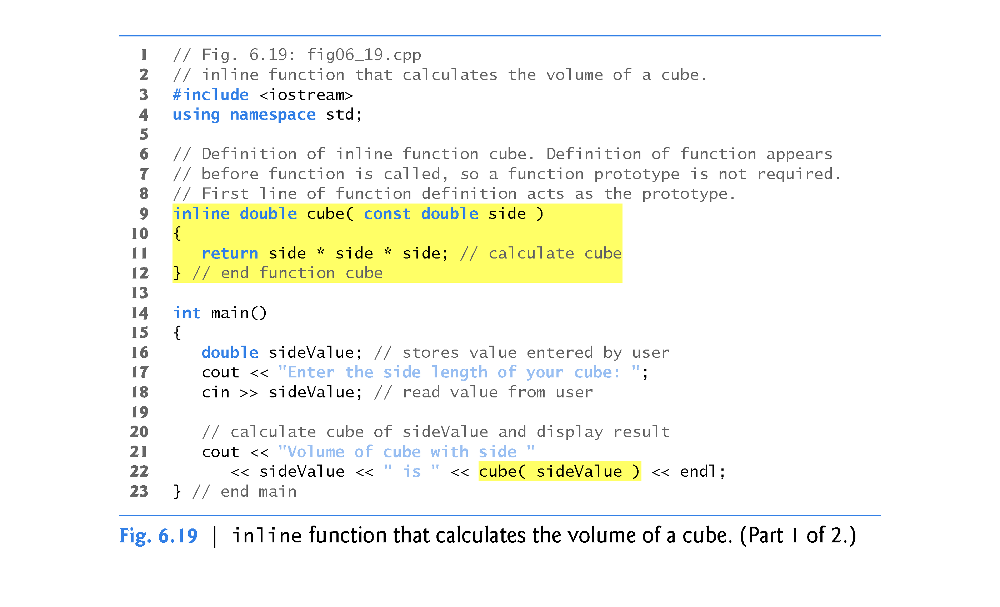 1 // Fig. 6.19: fig06_19.cpp
2 // inline function that calculates the volume of a cube.
3 #include <iostream>
4 using namespace std;
5
6 // Definition of inline function cube. Definition of function appears
7 // before function is called, so a function prototype is not required.
8 // First line of function definition acts as the prototype.
9 inline double cube( const double side )
10 {
11    return side * side * side; // calculate cube
12 } // end function cube
13
14 int main()
15 {
16    double sideValue; // stores value entered by user
17    cout << "Enter the side length of your cube: ";
18    cin >> sideValue; // read value from user
19
20    // calculate cube of sideValue and display result
21    cout << "Volume of cube with side "
22       << sideValue << " is " << cube( sideValue ) << endl;
23 } // end main
Fig. 6.19 | inline function that calculates the volume of a cube. (Part 1 of 2.)